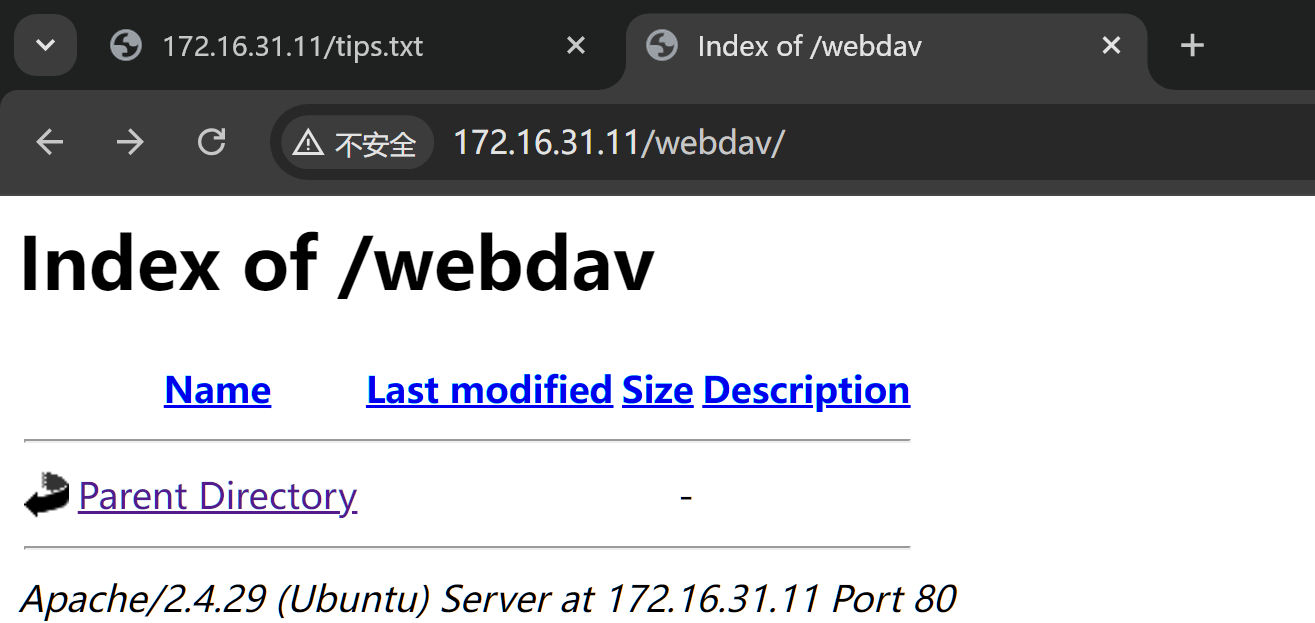 172.16.31.11/tips.txt
Index of /webdav
不安全 172.16.31.11/webdav/
Index of /webdav
Name Last modified Size Description
Parent Directory -
Apache/2.4.29 (Ubuntu) Server at 172.16.31.11 Port 80